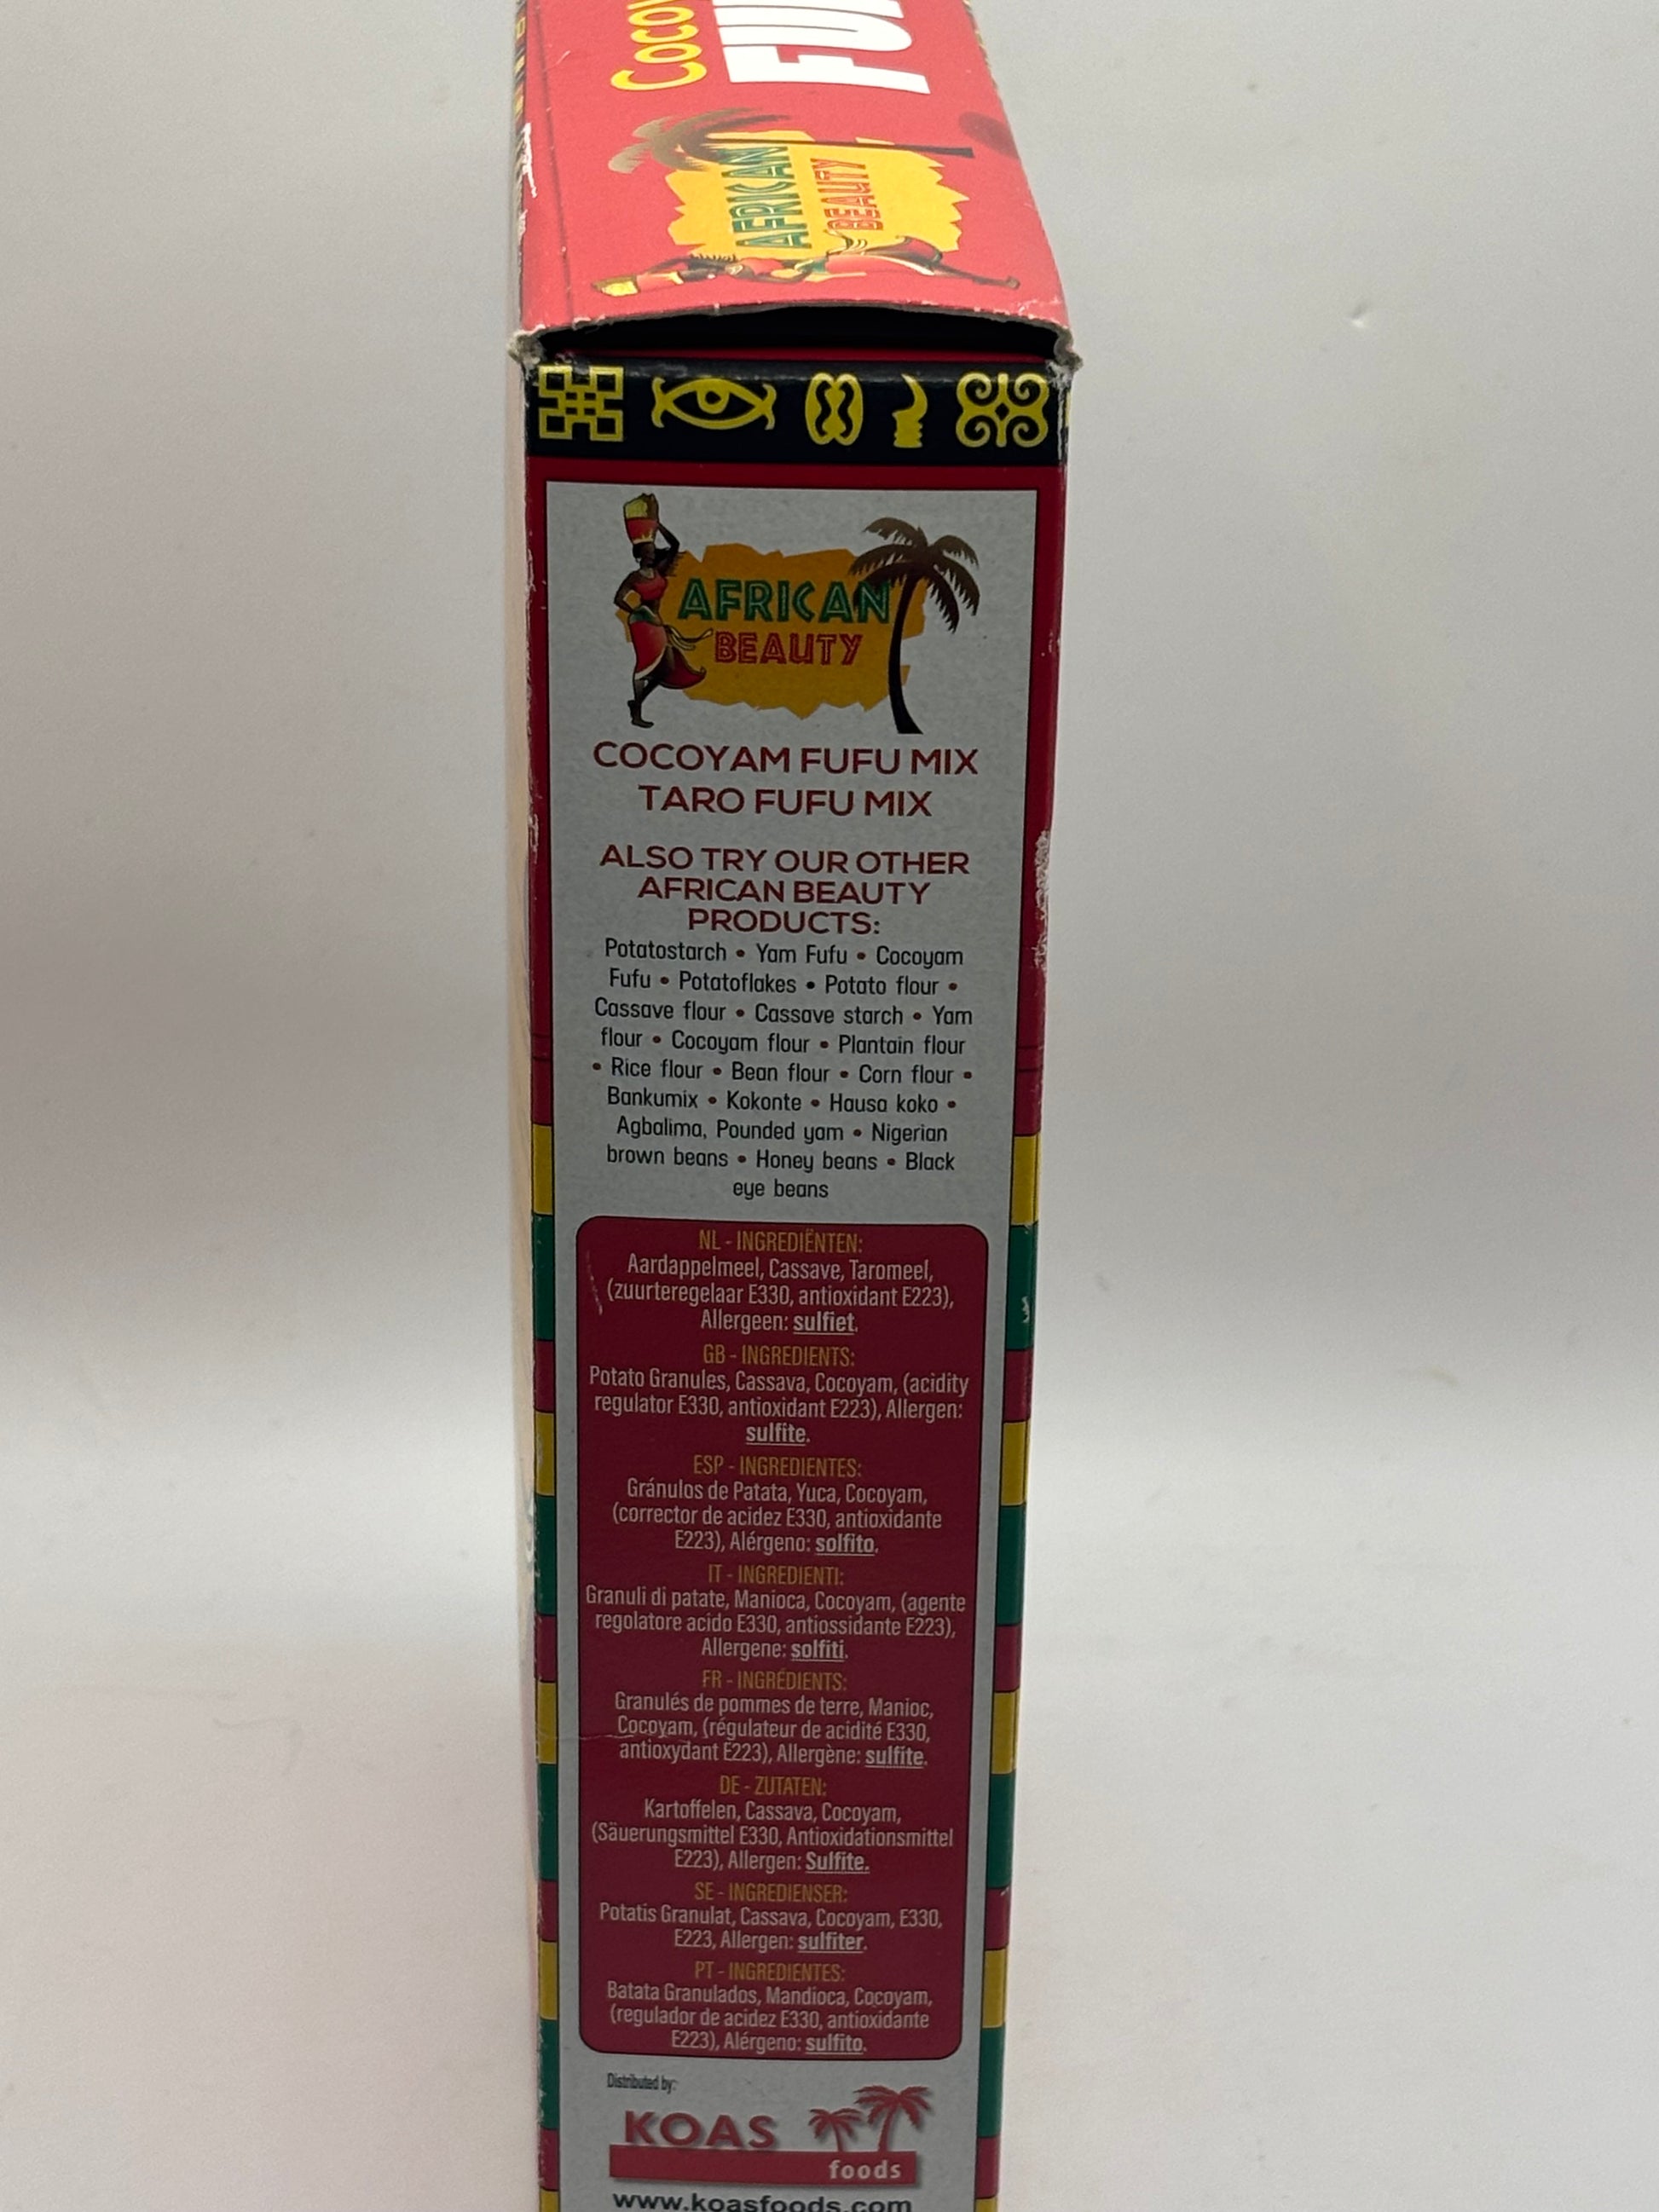 AFRICAN
BEAUTY
AFRICAN
BEAUTY
COCOYAM FUFU MIX
TARO FUFU MIX
ALSO TRY OUR OTHER
AFRICAN BEAUTY
PRODUCTS:
Potatostarch • Yam Fufu • Cocoyam
Fufu • Potatoflakes • Potato flour •
Cassave flour • Cassave starch • Yam
flour • Cocoyam flour • Plantain flour
• Rice flour • Bean flour • Corn flour •
Bankumix • Kokonte • Hausa koko •
Agbalima, Pounded yam • Nigerian
brown beans • Honey beans • Black
eye beans
NL - INGREDIËNTEN:
Aardappelmeel, Cassave, Taromeel,
(zuurteregelaar E330, antioxidant E223),
Allergeen: sulfiet.
GB - INGREDIENTS:
Potato Granules, Cassava, Cocoyam, (acidity
regulator E330, antioxidant E223), Allergen:
sulfite.
ESP - INGREDIENTES:
Gránulos de Patata, Yuca, Cocoyam,
(corrector de acidez E330, antioxidante
E223), Alérgeno: solfito.
IT - INGREDIENTI:
Granuli di patate, Manioca, Cocoyam, (agente
regolatore acido E330, antiossidante E223),
Allergene: solfiti.
FR - INGRÉDIENTS:
Granulés de pommes de terre, Manioc,
Cocoyam, (régulateur de acidité E330,
antioxydant E223), Allergène: sulfite.
DE - ZUTATEN:
Kartoffelen, Cassava, Cocoyam,
(Säuerungsmittel E330, Antioxidationsmittel
E223), Allergen: Sulfite.
SE - INGREDIENSER:
Potatis Granulat, Cassava, Cocoyam, E330,
E223, Allergen: sulfiter.
PT - INGREDIENTES:
Batata Granulados, Mandioca, Cocoyam,
(regulador de acidez E330, antioxidante
E223), Alérgeno: sulfito.
Distributed by:
KOAS
foods
www.koasfoods.com